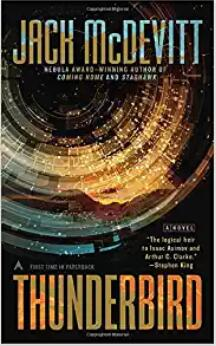 JACK McDEVITT
NEBULA AWARD–WINNING AUTHOR OF
COMING HOME AND STARHAWK
A NOVEL
"The logical heir
to Isaac Asimov and
Arthur C. Clarke."
—Stephen King
FIRST TIME IN PAPERBACK
THUNDERBIRD